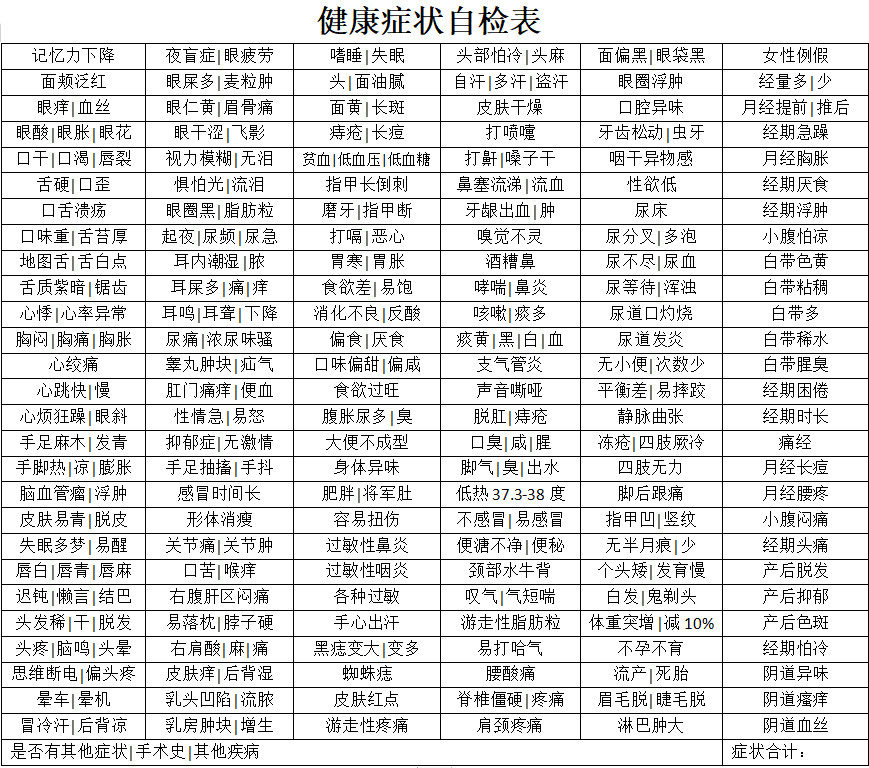 健康症状自检表
记忆力下降 夜盲症|眼疲劳 嗜睡|失眠 头部怕冷|头麻 面偏黑|眼袋黑 女性例假
面颊泛红 眼屎多|麦粒肿 头|面油腻 自汗|多汗|盗汗 眼圈浮肿 经量多|少
眼痒|血丝 眼仁黄|眉骨痛 面黄|长斑 皮肤干燥 口腔异味 月经提前|推后
眼酸|眼胀|眼花 眼干涩|飞影 痔疮|长痘 打喷嚏 牙齿松动|虫牙 经期急躁
口干|口渴|唇裂 视力模糊|无泪 贫血|低血压|低血糖 打鼾|嗓子干 咽干异物感 月经胸胀
舌硬|口歪 惧怕光|流泪 指甲长倒刺 鼻塞流涕|流血 性欲低 经期厌食
口舌溃疡 眼圈黑|脂肪粒 磨牙|指甲断 牙龈出血|肿 尿床 经期浮肿
口味重|舌苔厚 起夜|尿频|尿急 打嗝|恶心 嗅觉不灵 尿分叉|多泡 小腹怕凉
地图舌|舌白点 耳内潮湿|脓 胃寒|胃胀 酒糟鼻 尿不尽|尿血 白带色黄
舌质紫暗|锯齿 耳屎多|痛|痒 食欲差|易饱 哮喘|鼻炎 尿等待|浑浊 白带粘稠
心悸|心率异常 耳鸣|耳聋|下降 消化不良|反酸 咳嗽|痰多 尿道口灼烧 白带多
胸闷|胸痛|胸胀 尿痛|浓尿味骚 偏食|厌食 痰黄|黑|白|血 尿道发炎 白带稀水
心绞痛 睾丸肿块|疝气 口味偏甜|偏咸 支气管炎 无小便|次数少 白带腥臭
心跳快|慢 肛门痛痒|便血 食欲过旺 声音嘶哑 平衡差|易摔跤 经期困倦
心烦狂躁|眼斜 性情急|易怒 腹胀尿多|臭 脱肛|痔疮 静脉曲张 经期时长
手足麻木|发青 抑郁症|无激情 大便不成型 口臭|咸|腥 冻疮|四肢厥冷 痛经
手脚热|凉|膨胀 手足抽搐|手抖 身体异味 脚气|臭|出水 四肢无力 月经长痘
脑血管瘤|浮肿 感冒时间长 肥胖|将军肚 低热 37.3-38 度 脚后跟痛 月经腰疼
皮肤易青|脱皮 形体消瘦 容易扭伤 不感冒|易感冒 指甲凹|竖纹 小腹闷痛
失眠多梦|易醒 关节痛|关节肿 过敏性鼻炎 便溏不净|便秘 无半月痕|少 经期头痛
唇白|唇青|唇麻 口苦|喉痒 过敏性咽炎 颈部水牛背 个头矮|发育慢 产后脱发
迟钝|懒言|结巴 右腹肝区闷痛 各种过敏 叹气|气短喘 白发|鬼剃头 产后抑郁
头发稀|干|脱发 易落枕|脖子硬 手心出汗 游走性脂肪粒 体重突增|减 10% 产后色斑
头疼|脑鸣|头晕 右肩酸|麻|痛 黑痣变大|变多 易打哈气 不孕不育 经期怕冷
思维断电|偏头疼 皮肤痒|后背湿 蜘蛛痣 腰酸痛 流产|死胎 阴道异味
晕车|晕机 乳头凹陷|流脓 皮肤红点 脊椎僵硬|疼痛 眉毛脱|睫毛脱 阴道瘙痒
冒冷汗|后背凉 乳房肿块|增生 游走性疼痛 肩颈疼痛 淋巴肿大 阴道血丝
是否有其他症状|手术史|其他疾病 症状合计：